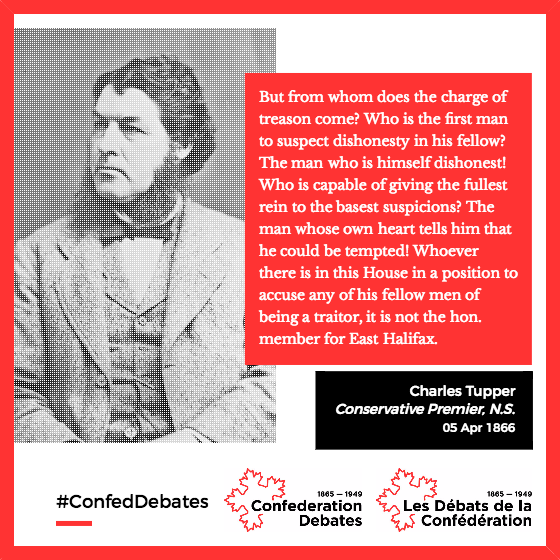 But from whom does the charge of
treason come? Who is the first man
to suspect dishonesty in his fellow?
The man who is himself dishonest!
Who is capable of giving the fullest
rein to the basest suspicions? The
man whose own heart tells him that
he could be tempted! Whoever
there is in this House in a position to
accuse any of his fellow men of
being a traitor, it is not the hon.
member for East Halifax.
Charles Tupper
Conservative Premier, N.S.
05 Apr 1866
#ConfedDebates
1865 – 1949
Confederation
Debates
1865 – 1949
Les Débats de la
Confédération